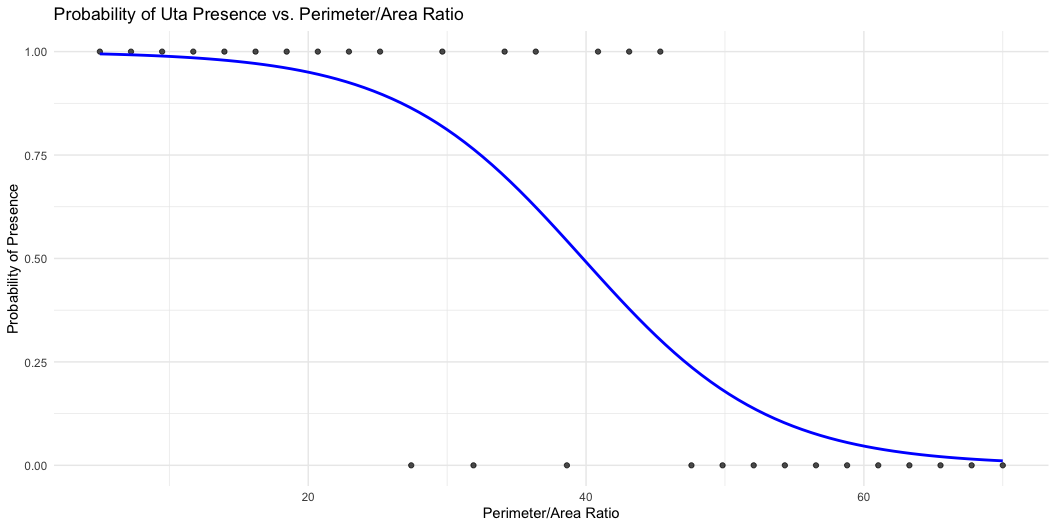 Probability of Uta Presence vs. Perimeter/Area Ratio
1.00
0.75
0.50
0.25
0.00
Probability of Presence
20 40 60
Perimeter/Area Ratio